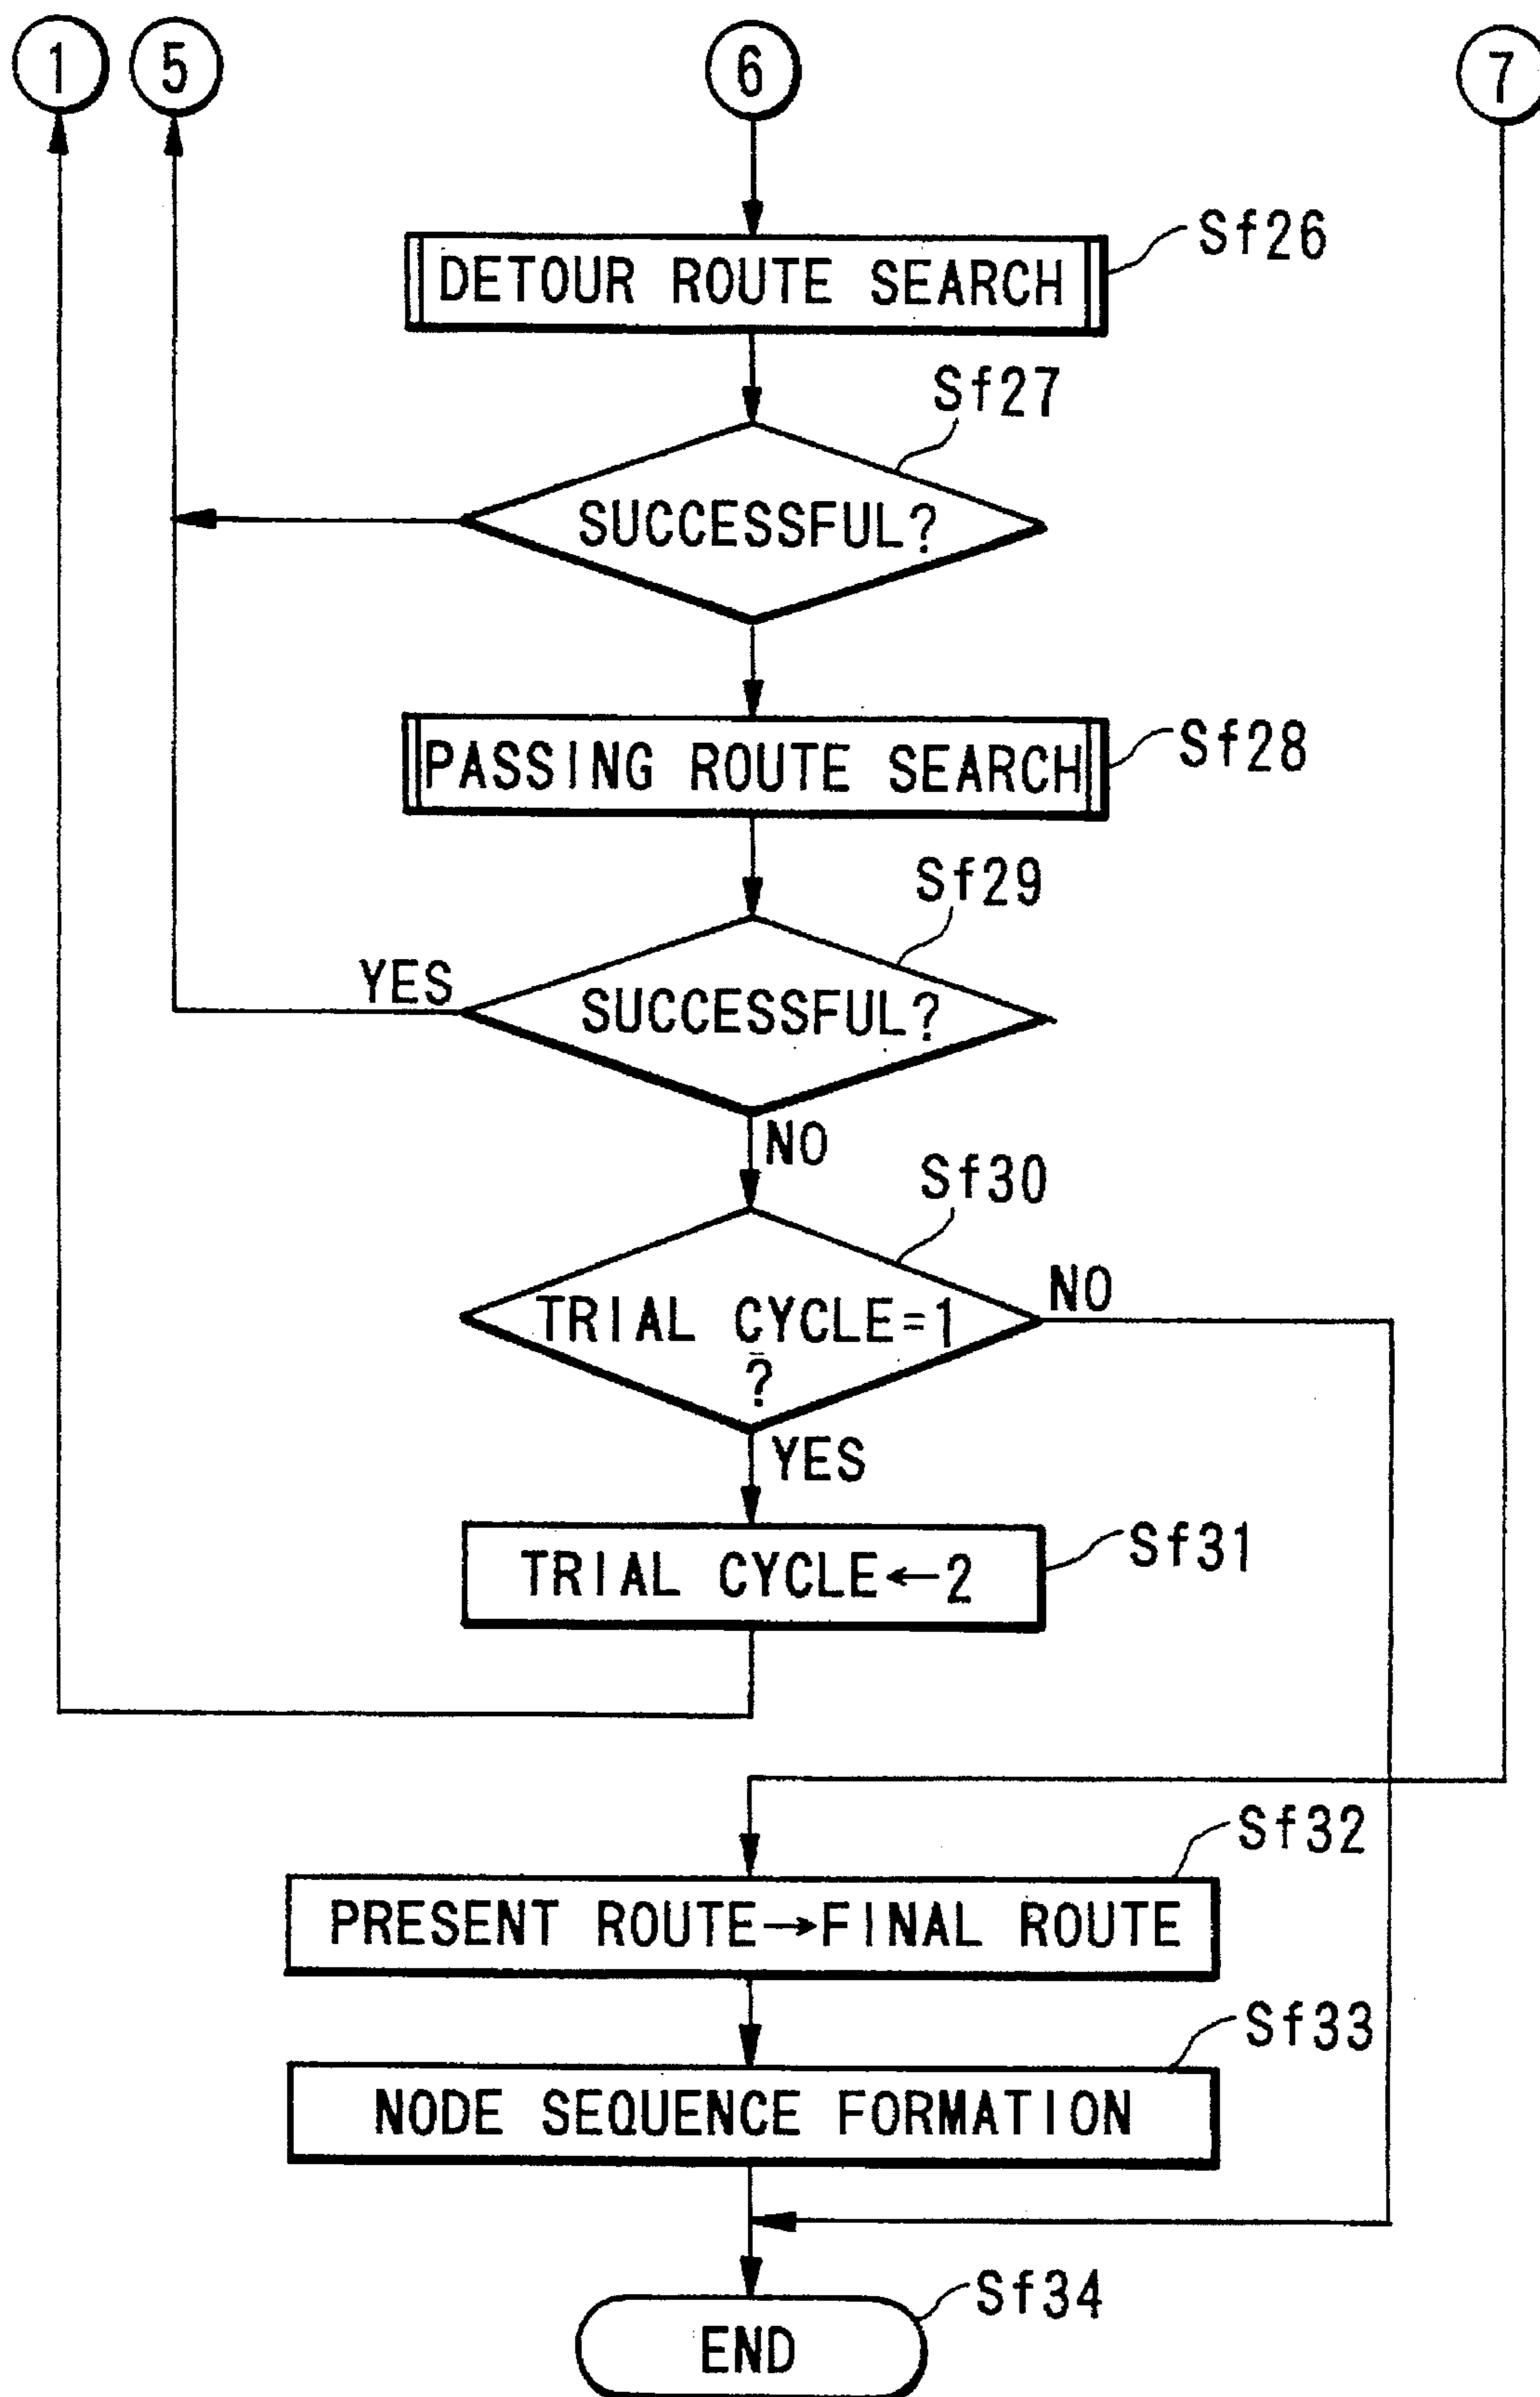 1
5
6
7
Sf26
DETOUR ROUTE SEARCH
Sf27
SUCCESSFUL?
Sf28
PASSING ROUTE SEARCH
Sf29
YES
SUCCESSFUL?
NO
Sf30
NO
TRIAL CYCLE=1
?
YES
Sf31
TRIAL CYCLE←2
Sf32
PRESENT ROUTE→FINAL ROUTE
Sf33
NODE SEQUENCE FORMATION
Sf34
END